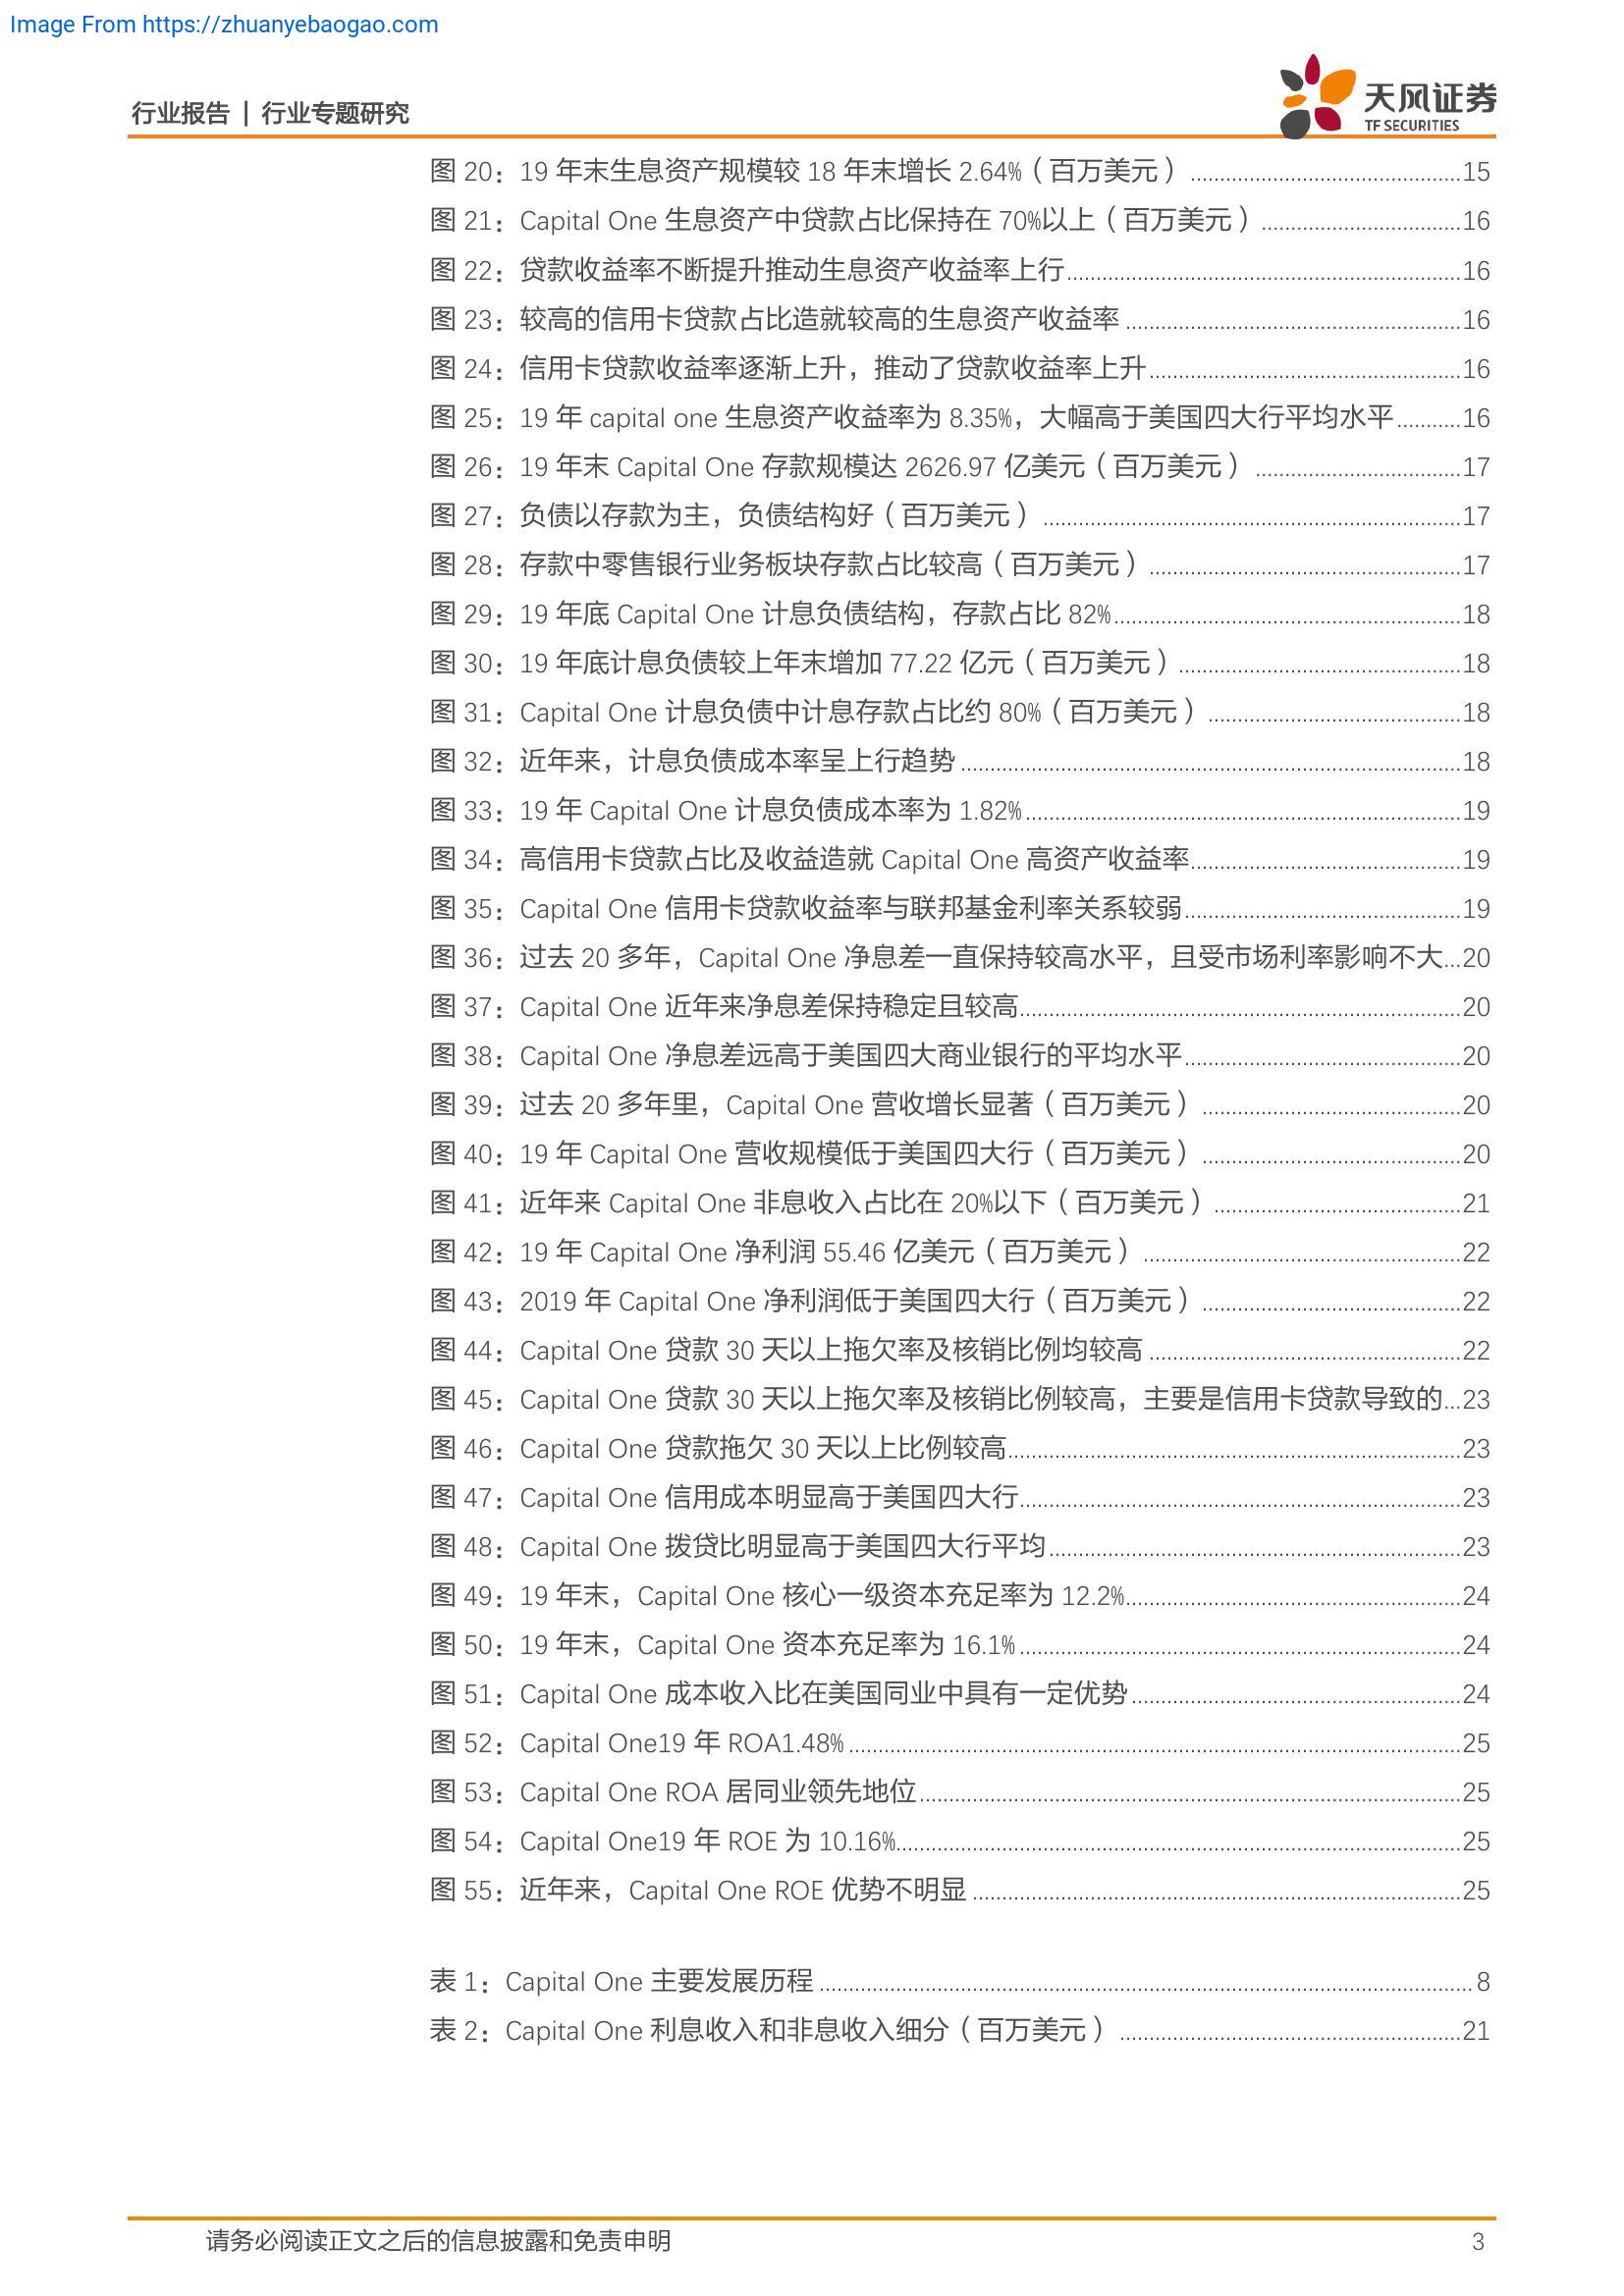 Image From https://zhuanyebaogao.com
行业报告 | 行业专题研究
天风证券
TF SECURITIES
图 20：19 年末生息资产规模较 18 年末增长 2.64%（百万美元）..............................................15
图 21：Capital One 生息资产中贷款占比保持在 70%以上（百万美元）..................................16
图 22：贷款收益率不断提升推动生息资产收益率上行...................................................................16
图 23：较高的信用卡贷款占比造就较高的生息资产收益率.........................................................16
图 24：信用卡贷款收益率逐渐上升，推动了贷款收益率上升.....................................................16
图 25：19 年 capital one 生息资产收益率为 8.35%，大幅高于美国四大行平均水平...........16
图 26：19 年末 Capital One 存款规模达 2626.97 亿美元（百万美元）...................................17
图 27：负债以存款为主，负债结构好（百万美元）.......................................................................17
图 28：存款中零售银行业务板块存款占比较高（百万美元）.....................................................17
图 29：19 年底 Capital One 计息负债结构，存款占比 82%...........................................................18
图 30：19 年底计息负债较上年末增加 77.22 亿元（百万美元）................................................18
图 31：Capital One 计息负债中计息存款占比约 80%（百万美元）...........................................18
图 32：近年来，计息负债成本率呈上行趋势.....................................................................................18
图 33：19 年 Capital One 计息负债成本率为 1.82%..........................................................................19
图 34：高信用卡贷款占比及收益造就 Capital One 高资产收益率..............................................19
图 35：Capital One 信用卡贷款收益率与联邦基金利率关系较弱...............................................19
图 36：过去 20 多年，Capital One 净息差一直保持较高水平，且受市场利率影响不大...20
图 37：Capital One 近年来净息差保持稳定且较高...........................................................................20
图 38：Capital One 净息差远高于美国四大商业银行的平均水平...............................................20
图 39：过去 20 多年里，Capital One 营收增长显著（百万美元）............................................20
图 40：19 年 Capital One 营收规模低于美国四大行（百万美元）............................................20
图 41：近年来 Capital One 非息收入占比在 20%以下（百万美元）..........................................21
图 42：19 年 Capital One 净利润 55.46 亿美元（百万美元）......................................................22
图 43：2019 年 Capital One 净利润低于美国四大行（百万美元）............................................22
图 44：Capital One 贷款 30 天以上拖欠率及核销比例均较高.....................................................22
图 45：Capital One 贷款 30 天以上拖欠率及核销比例较高，主要是信用卡贷款导致的...23
图 46：Capital One 贷款拖欠 30 天以上比例较高.............................................................................23
图 47：Capital One 信用成本明显高于美国四大行...........................................................................23
图 48：Capital One 拨贷比明显高于美国四大行平均......................................................................23
图 49：19 年末，Capital One 核心一级资本充足率为 12.2%.........................................................24
图 50：19 年末，Capital One 资本充足率为 16.1%...........................................................................24
图 51：Capital One 成本收入比在美国同业中具有一定优势........................................................24
图 52：Capital One19 年 ROA1.48%........................................................................................................25
图 53：Capital One ROA 居同业领先地位............................................................................................25
图 54：Capital One19 年 ROE 为 10.16%................................................................................................25
图 55：近年来，Capital One ROE 优势不明显...................................................................................25
表 1：Capital One 主要发展历程...............................................................................................................8
表 2：Capital One 利息收入和非息收入细分（百万美元）..........................................................21
请务必阅读正文之后的信息披露和免责申明
3